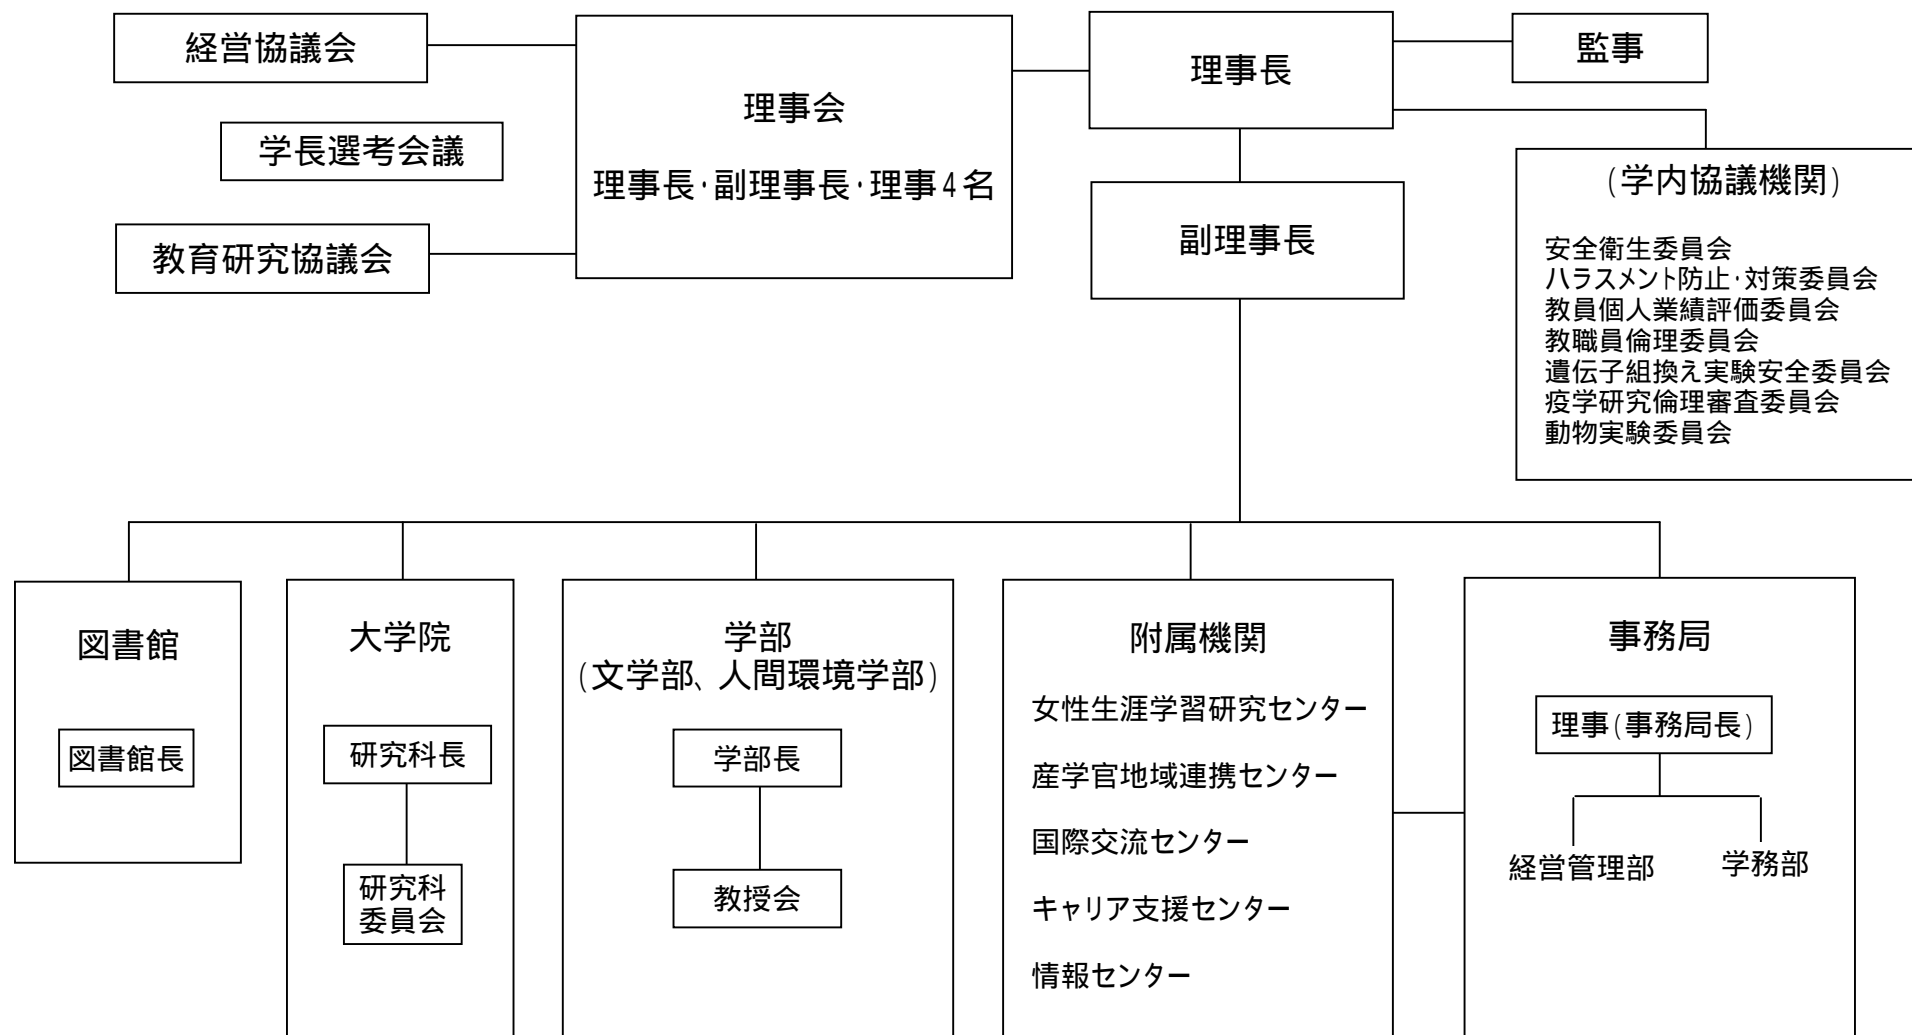 経営協議会
学長選考会議
教育研究協議会
理事会
理事長・副理事長・理事4名
理事長
副理事長
監事
(学内協議機関)
安全衛生委員会
ハラスメント防止・対策委員会
教員個人業績評価委員会
教職員倫理委員会
遺伝子組換え実験安全委員会
疫学研究倫理審査委員会
動物実験委員会
図書館
図書館長
大学院
研究科長
研究科
委員会
学部
(文学部、人間環境学部)
学部長
教授会
附属機関
女性生涯学習研究センター
産学官地域連携センター
国際交流センター
キャリア支援センター
情報センター
事務局
理事(事務局長)
経営管理部
学務部